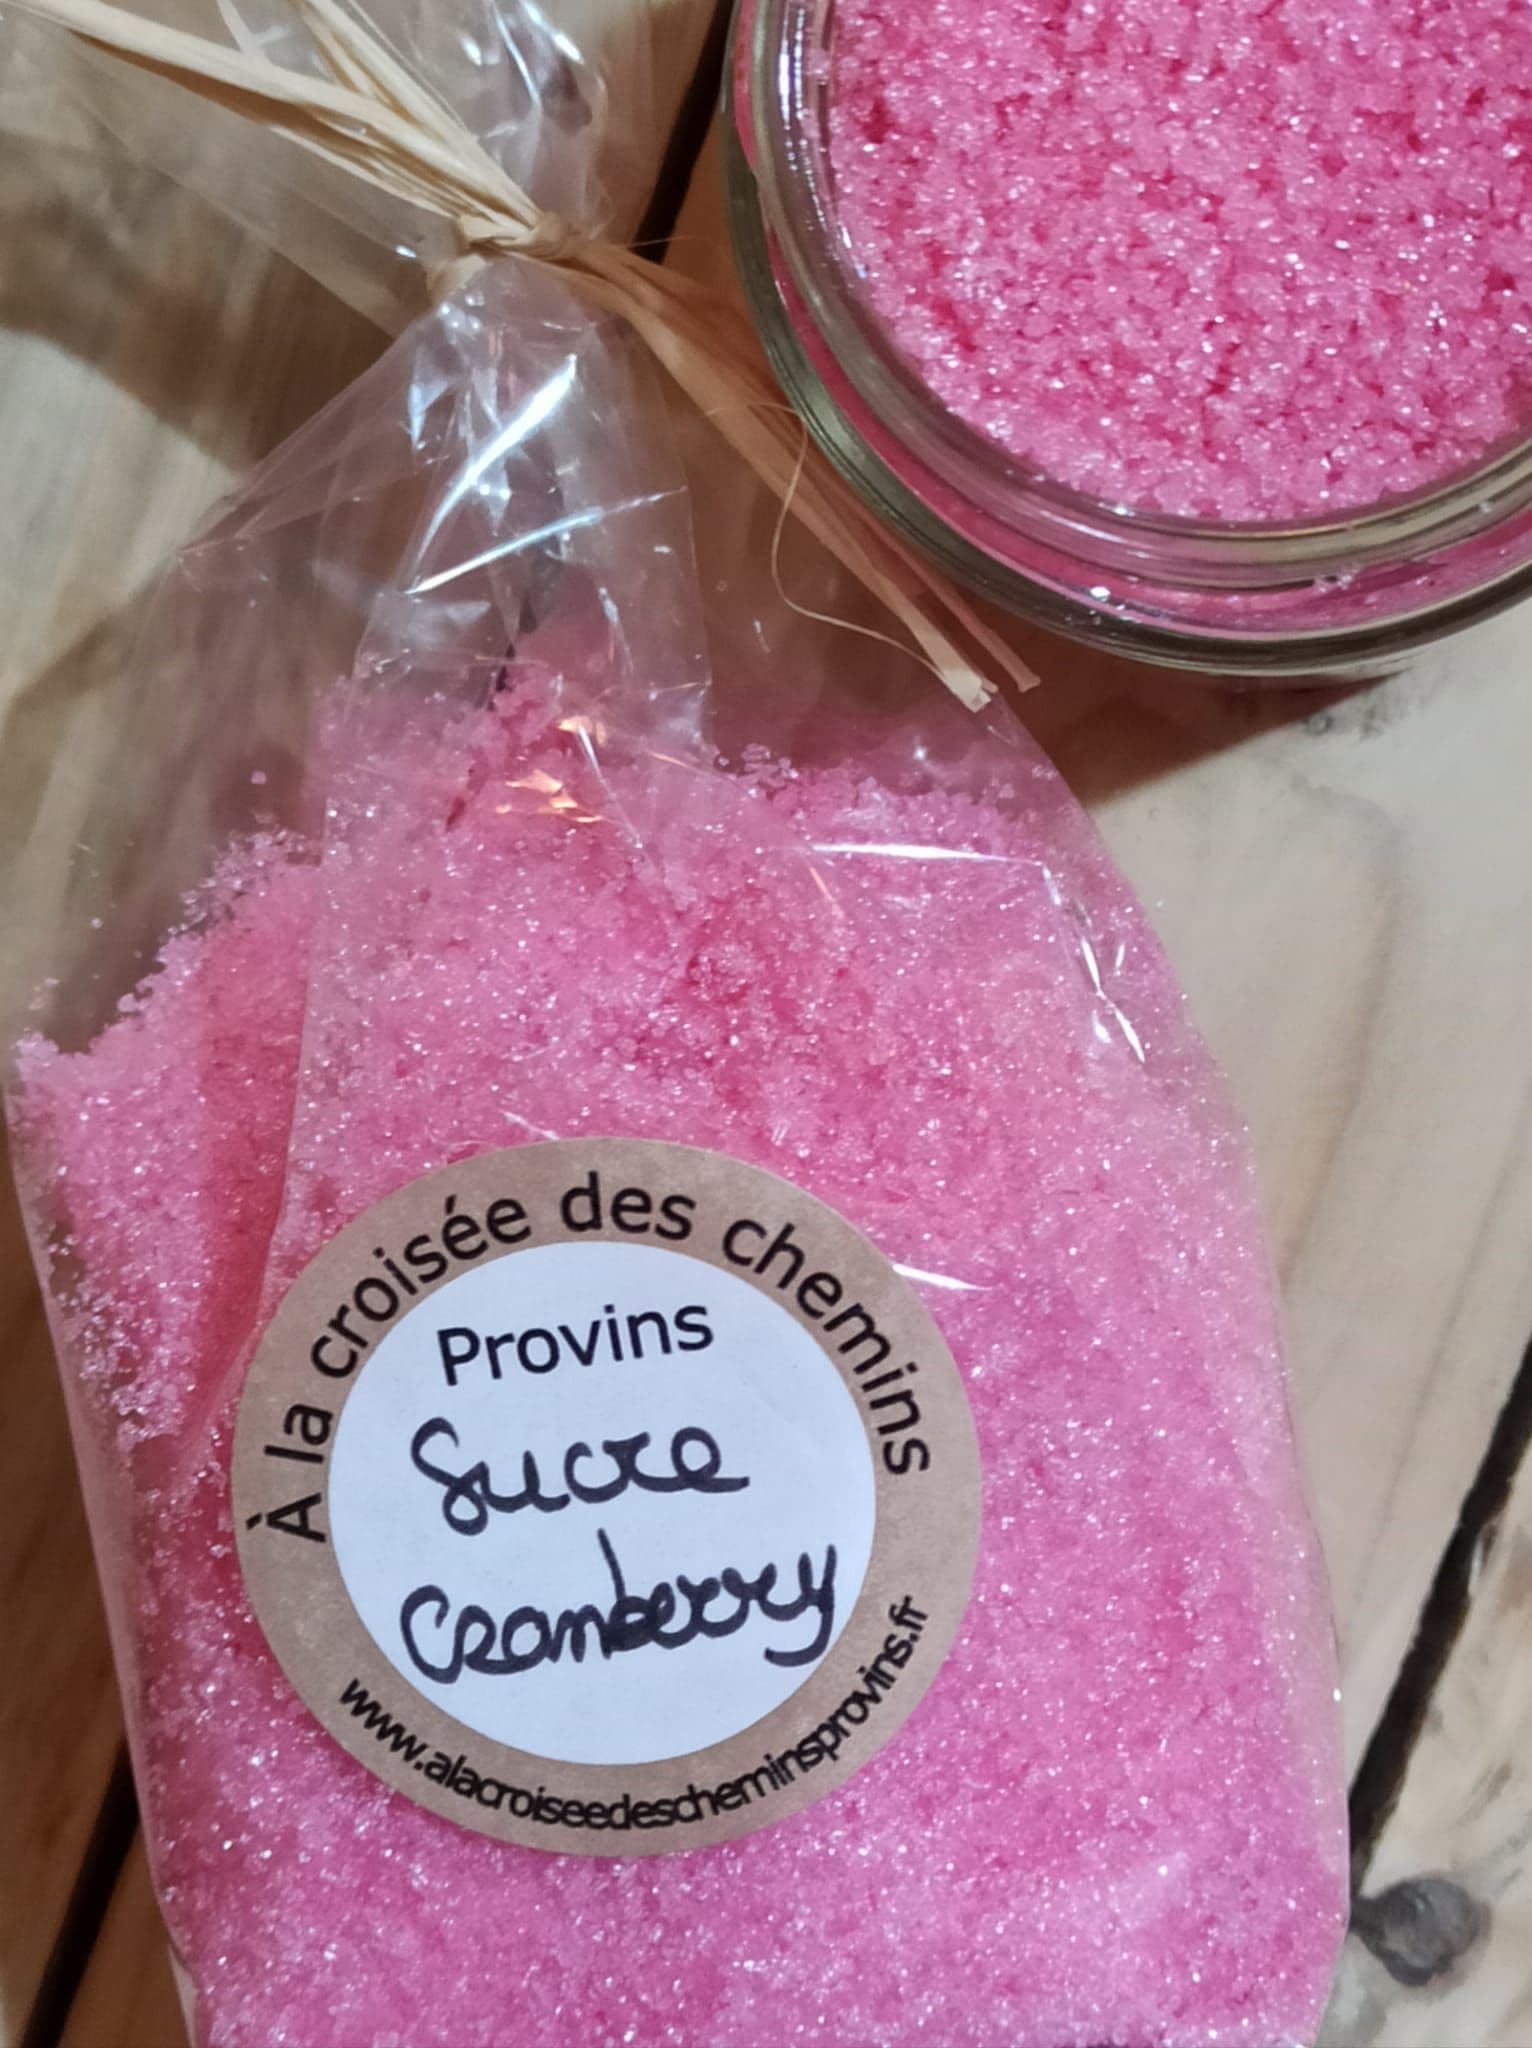 À la croisée des chemins
Provins
Sucre
Cranberry
www.alacroiseedescheminsprovins.fr